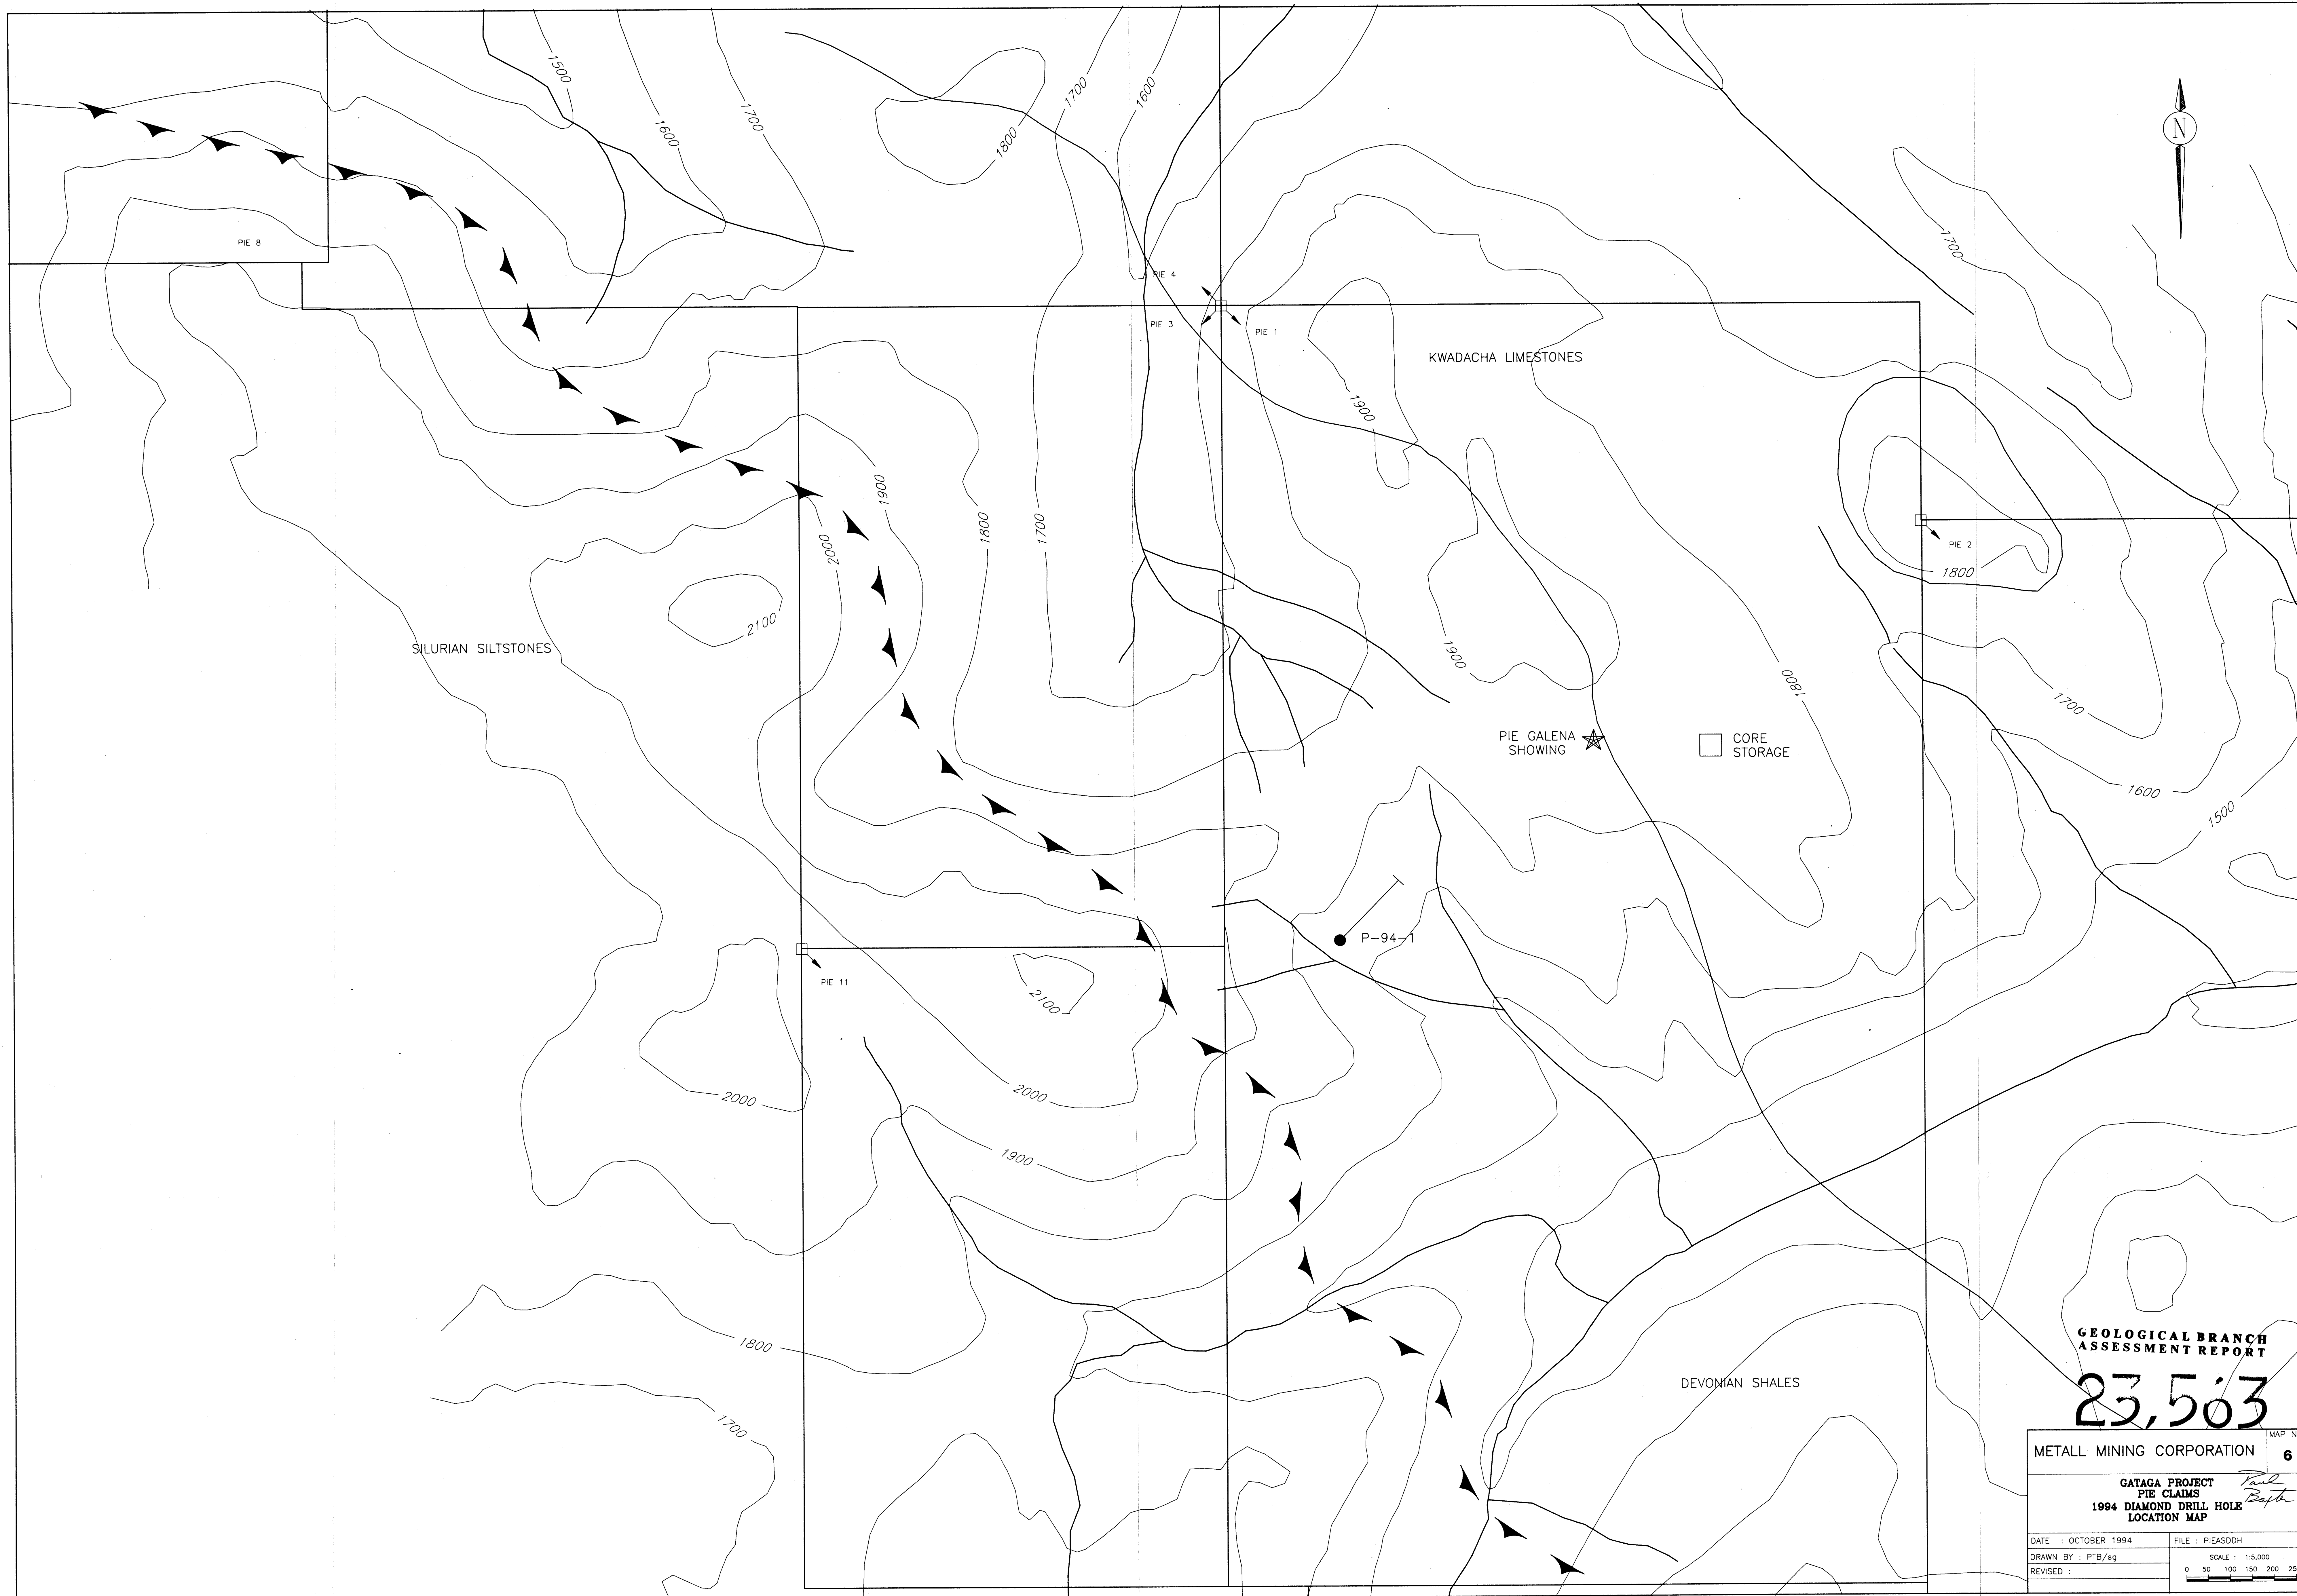 1500
1600
1700
1800
1700
1600
N
1700
PIE 8
PIE 4
PIE 3
PIE 1
KWADACHA LIMESTONES
1900
1900
2000
1800
1700
PIE 2
1800
2100
SILURIAN SILTSTONES
1900
1800
1700
PIE GALENA
SHOWING
CORE
STORAGE
1600
1500
P-94-1
PIE 11
2100
2000
2000
1900
1800
1700
DEVONIAN SHALES
GEOLOGICAL BRANCH
ASSESSMENT REPORT
23,563
METALL MINING CORPORATION
MAP N
6
GATAGA PROJECT
PIE CLAIMS
1994 DIAMOND DRILL HOLE
LOCATION MAP
Paul
Baxter
DATE : OCTOBER 1994
FILE : PIEASDDH
DRAWN BY : PTB/sg
SCALE : 1:5,000
REVISED :
0 50 100 150 200 25